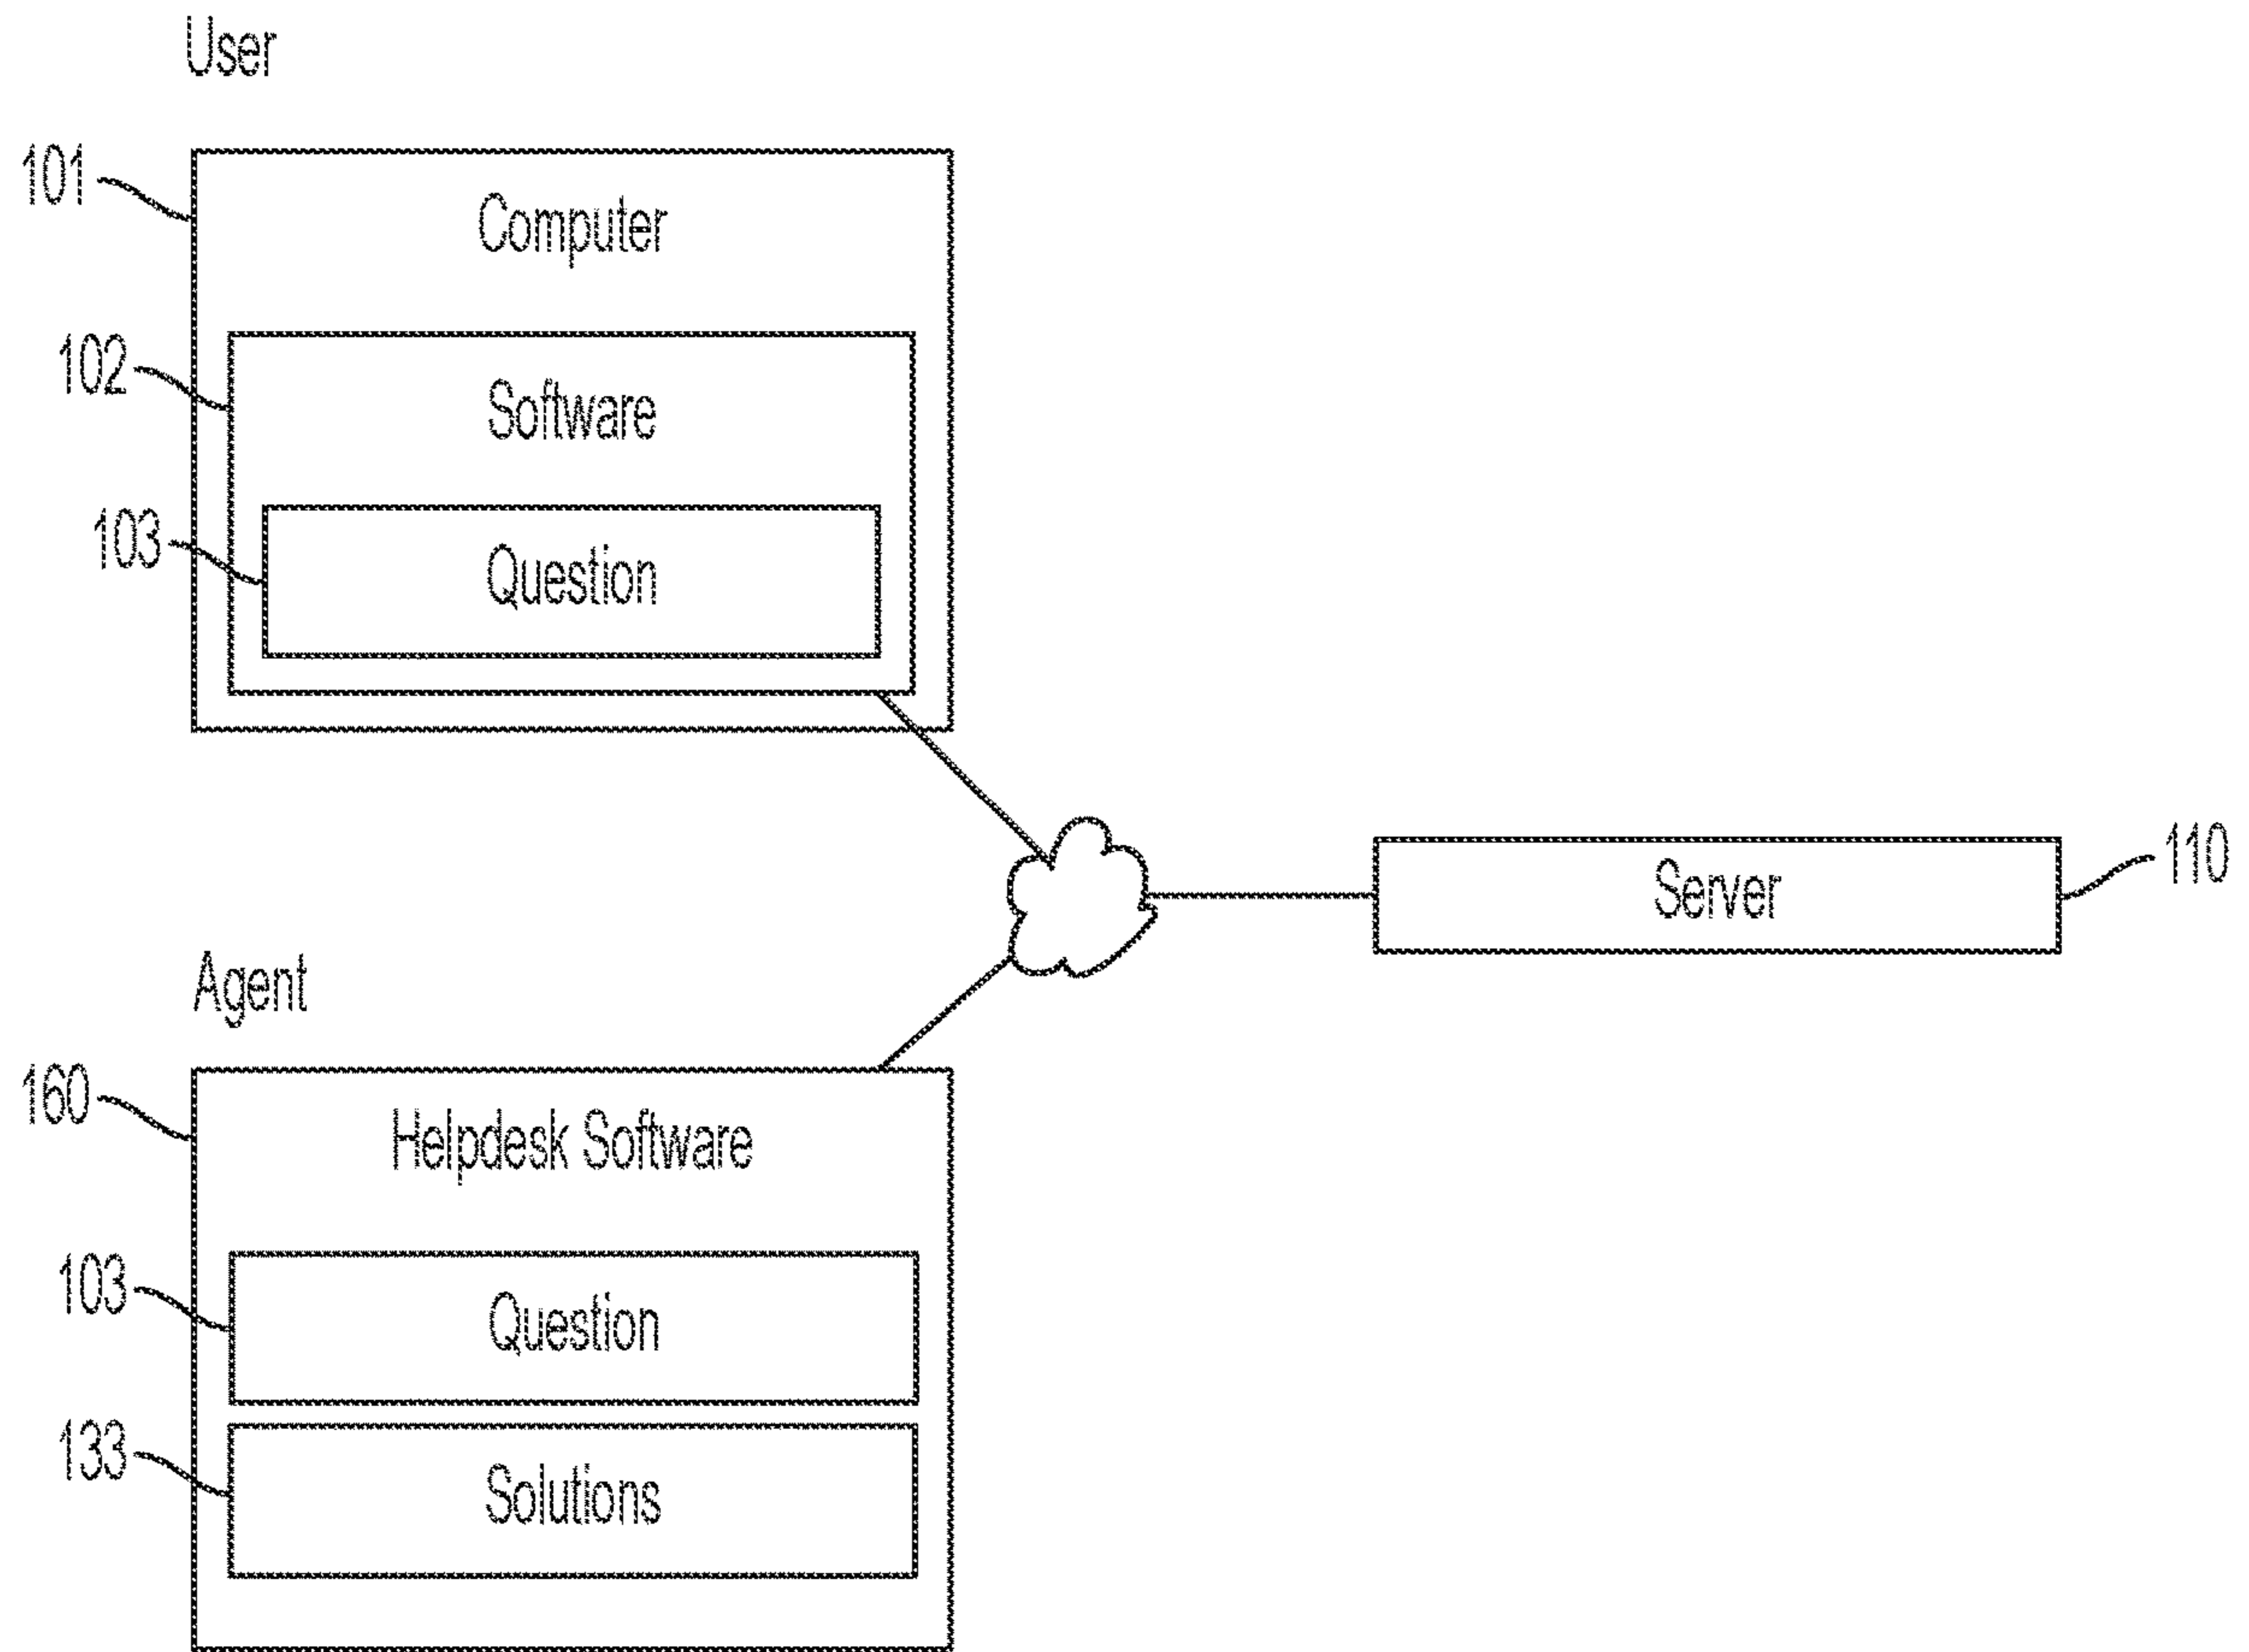 User
101
Computer
102
Software
103
Question
Server
110
Agent
160
Helpdesk Software
103
Question
133
Solutions